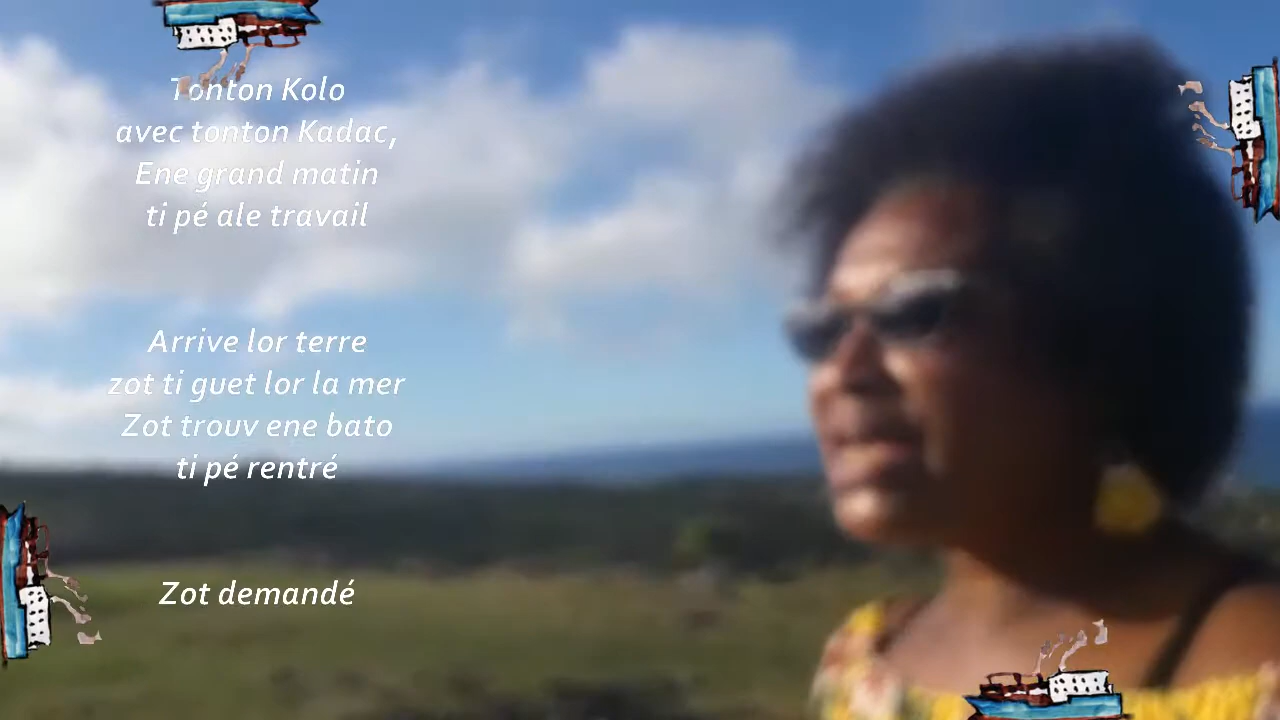 Tonton Kolo
avec tonton Kadac,
Ene grand matin
ti pé ale travail
Arrive lor terre
zot ti guet lor la mer
Zot trouv ene bato
ti pé rentré
Zot demandé